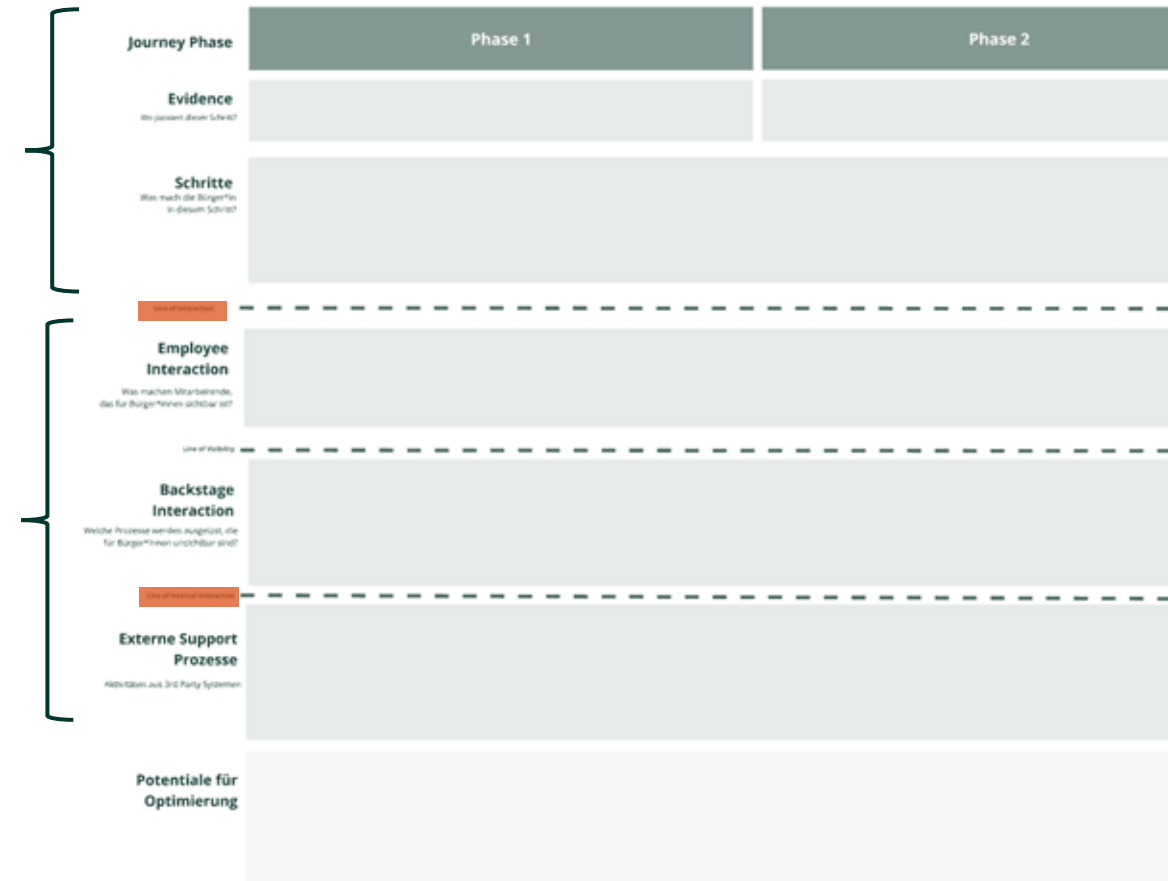 Journey Phase
Phase 1
Phase 2
Evidence
Wo passiert dieser Schritt?
Schritte
Was mach die Bürger*in
in diesem Schritt?
Line of Interaction
Employee
Interaction
Was machen Mitarbeitende,
das für Bürger*innen sichtbar ist?
Line of Visibility
Backstage
Interaction
Welche Prozesse werden ausgelöst, die
für Bürger*innen unsichtbar sind?
Line of Internal Interaction
Externe Support
Prozesse
Aktivitäten aus 3rd Party Systemen
Potentiale für
Optimierung